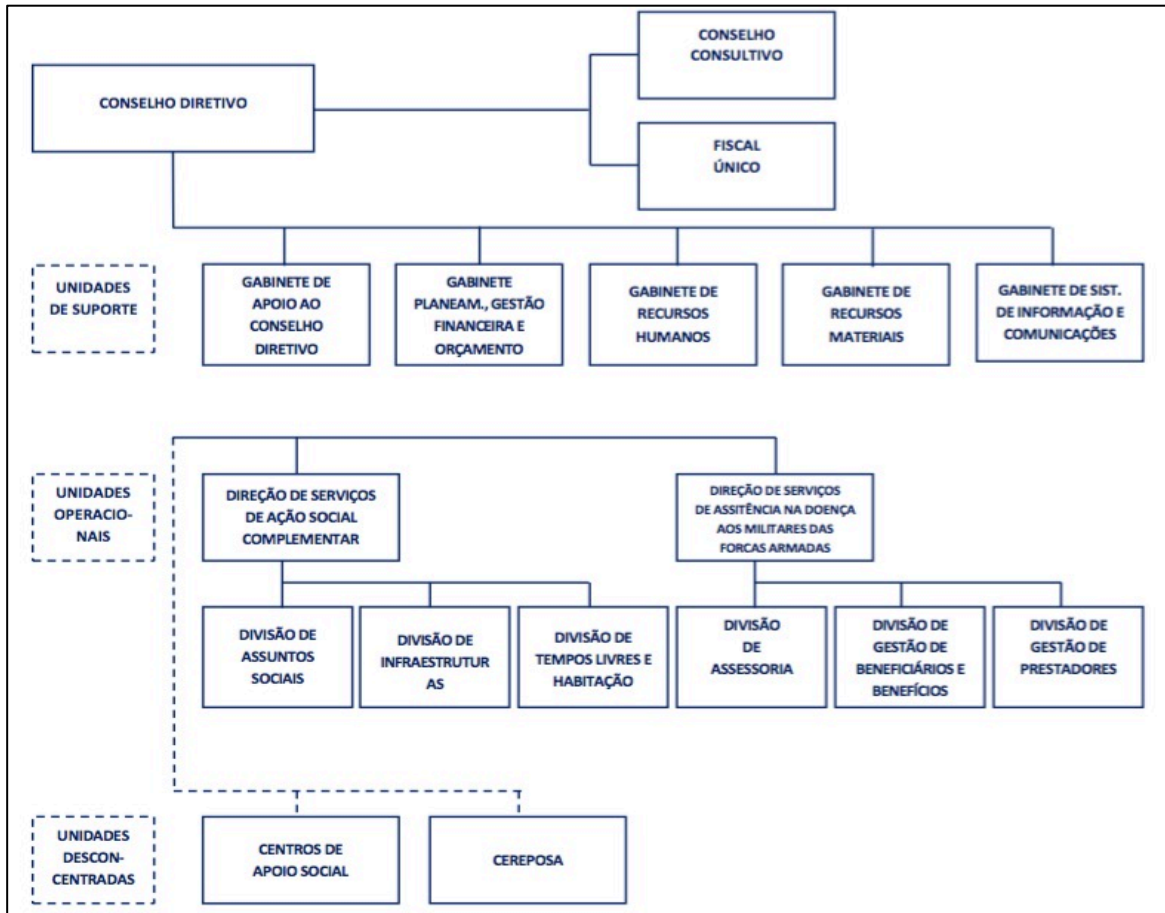 CONSELHO
CONSULTIVO
CONSELHO DIRETIVO
FISCAL
ÚNICO
UNIDADES
DE SUPORTE
GABINETE DE
APOIO AO
CONSELHO
DIRETIVO
GABINETE
PLANEAM., GESTÃO
FINANCEIRA E
ORÇAMENTO
GABINETE DE
RECURSOS
HUMANOS
GABINETE DE
RECURSOS
MATERIAIS
GABINETE DE SIST.
DE INFORMAÇÃO E
COMUNICAÇÕES
UNIDADES
OPERACIO-
NAIS
DIREÇÃO DE SERVIÇOS
DE AÇÃO SOCIAL
COMPLEMENTAR
DIREÇÃO DE SERVIÇOS
DE ASSITÊNCIA NA DOENÇA
AOS MILITARES DAS
FORCAS ARMADAS
DIVISÃO DE
ASSUNTOS
SOCIAIS
DIVISÃO DE
INFRAESTRUTUR
AS
DIVISÃO DE
TEMPOS LIVRES E
HABITAÇÃO
DIVISÃO
DE
ASSESSORIA
DIVISÃO DE
GESTÃO DE
BENEFICIÁRIOS E
BENEFÍCIOS
DIVISÃO DE
GESTÃO DE
PRESTADORES
UNIDADES
DESCON-
CENTRADAS
CENTROS DE
APOIO SOCIAL
CEREPOSA